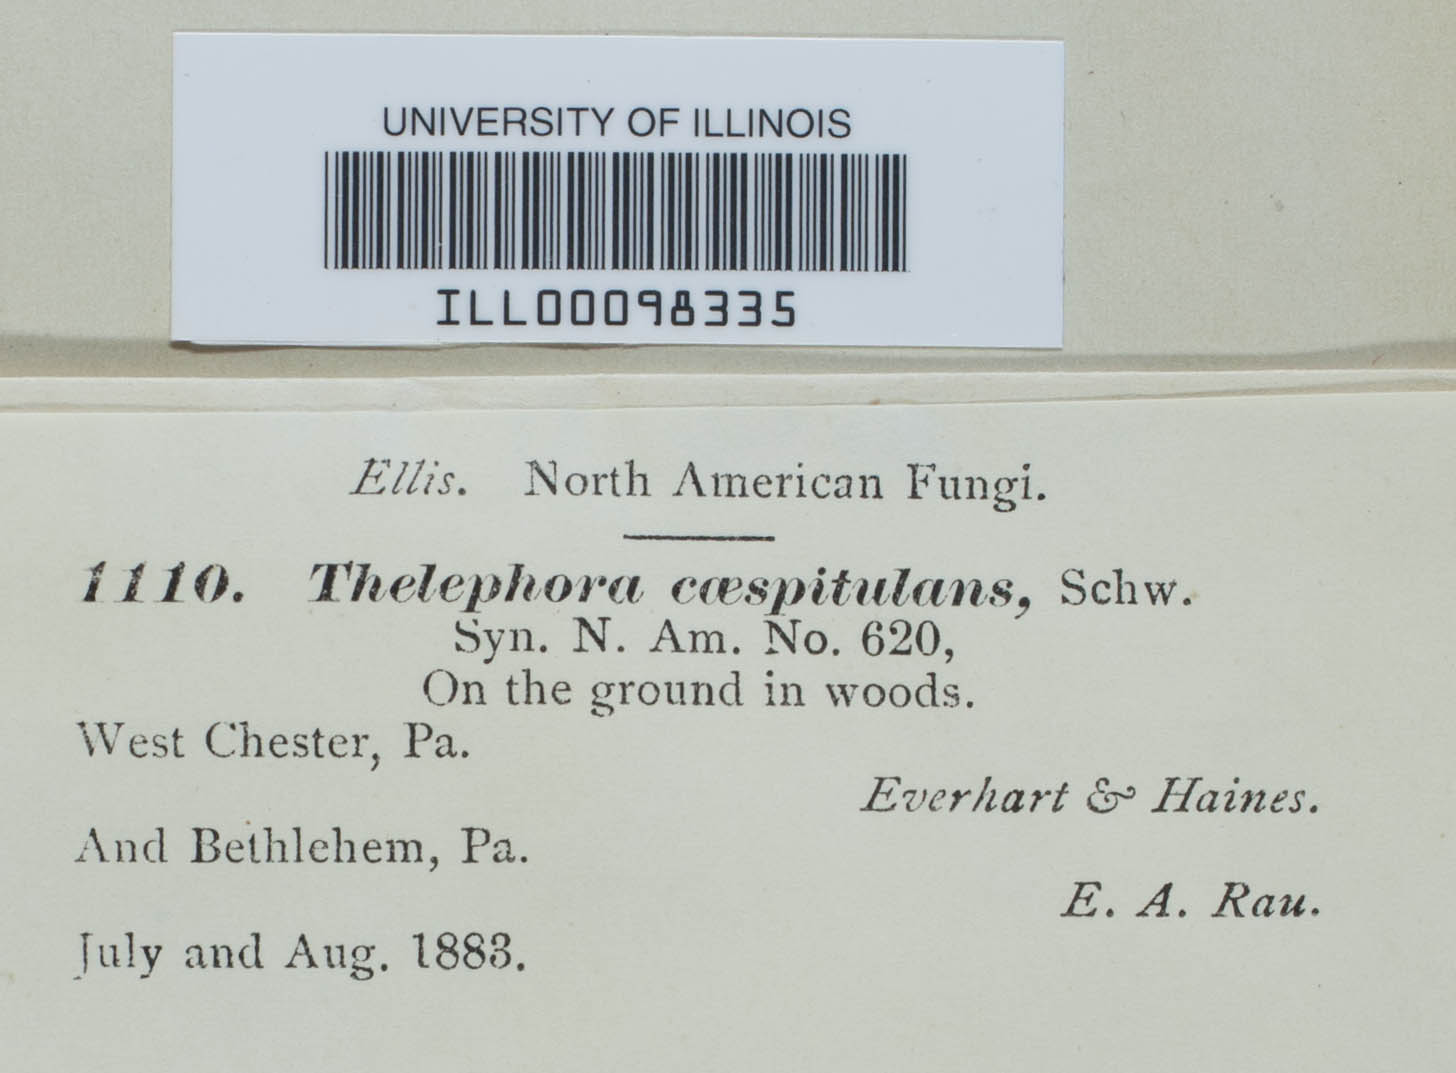 UNIVERSITY OF ILLINOIS
ILL00098335
Ellis. North American Fungi.
1110. Thelephora cæspitulans, Schw.
Syn. N. Am. No. 620,
On the ground in woods.
West Chester, Pa.
Everhart & Haines.
And Bethlehem, Pa.
E. A. Rau.
July and Aug. 1883.